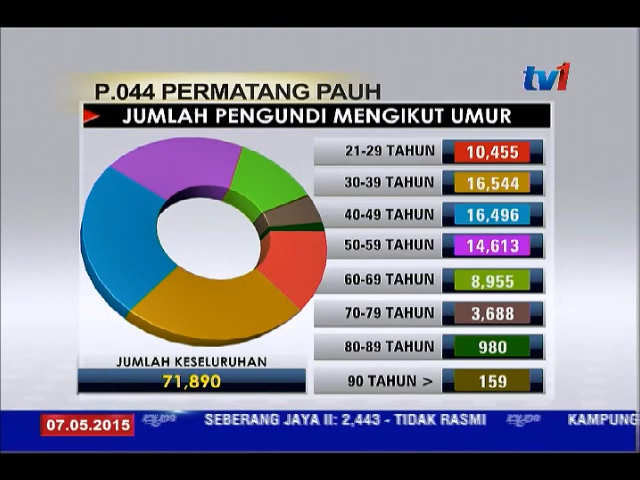 tv1
P.044 PERMATANG PAUH
JUMLAH PENGUNDI MENGIKUT UMUR
21-29 TAHUN 10,455
30-39 TAHUN 16,544
40-49 TAHUN 16,496
50-59 TAHUN 14,613
60-69 TAHUN 8,955
70-79 TAHUN 3,688
80-89 TAHUN 980
90 TAHUN > 159
JUMLAH KESELURUHAN
71,890
07.05.2015 SEBERANG JAYA II: 2,443 - TIDAK RASMI KAMPUNG